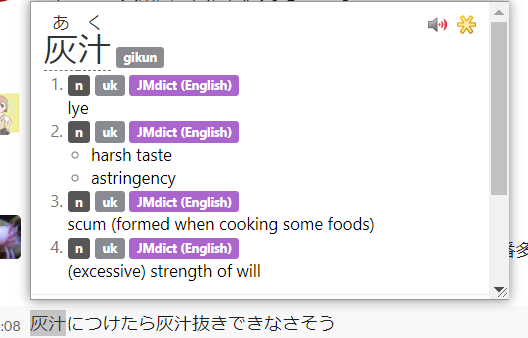 あく
灰汁 gikun
1. n uk JMdict (English)
lye
2. n uk JMdict (English)
○ harsh taste
○ astringency
3. n uk JMdict (English)
scum (formed when cooking some foods)
4. n uk JMdict (English)
(excessive) strength of will
番多
:08 灰汁につけたら灰汁抜きできなさそう